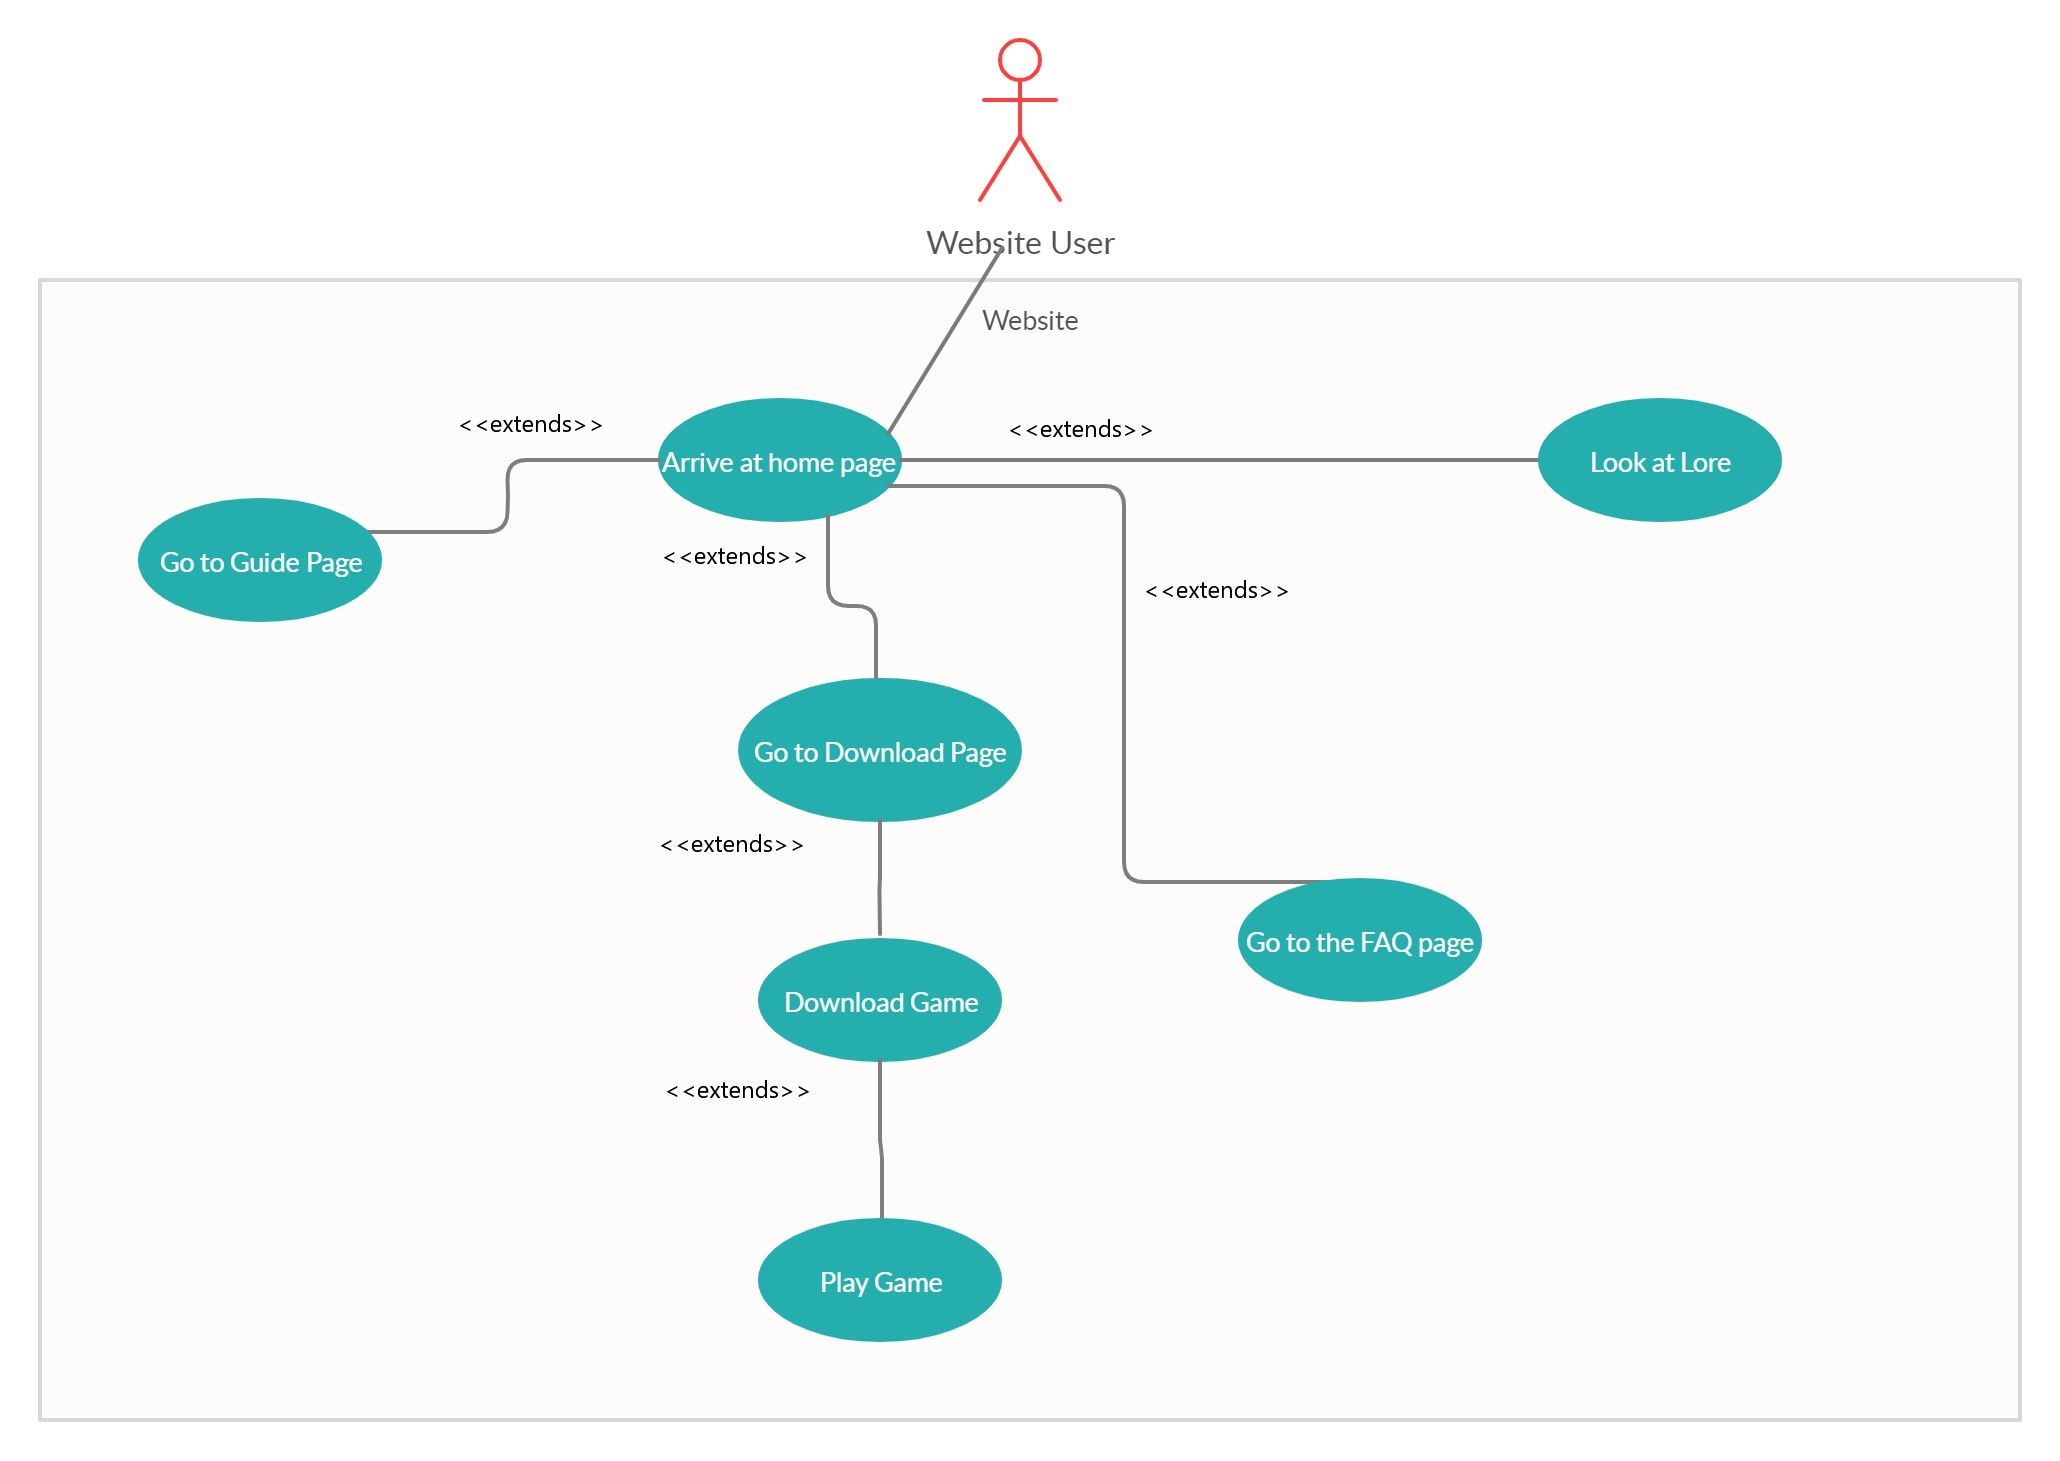 Website User
Website
<<extends>>
<<extends>>
Arrive at home page
Look at Lore
Go to Guide Page
<<extends>>
<<extends>>
Go to Download Page
<<extends>>
Go to the FAQ page
Download Game
<<extends>>
Play Game